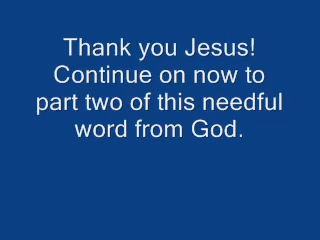 Thank you Jesus!
Continue on now to
part two of this needful
word from God.